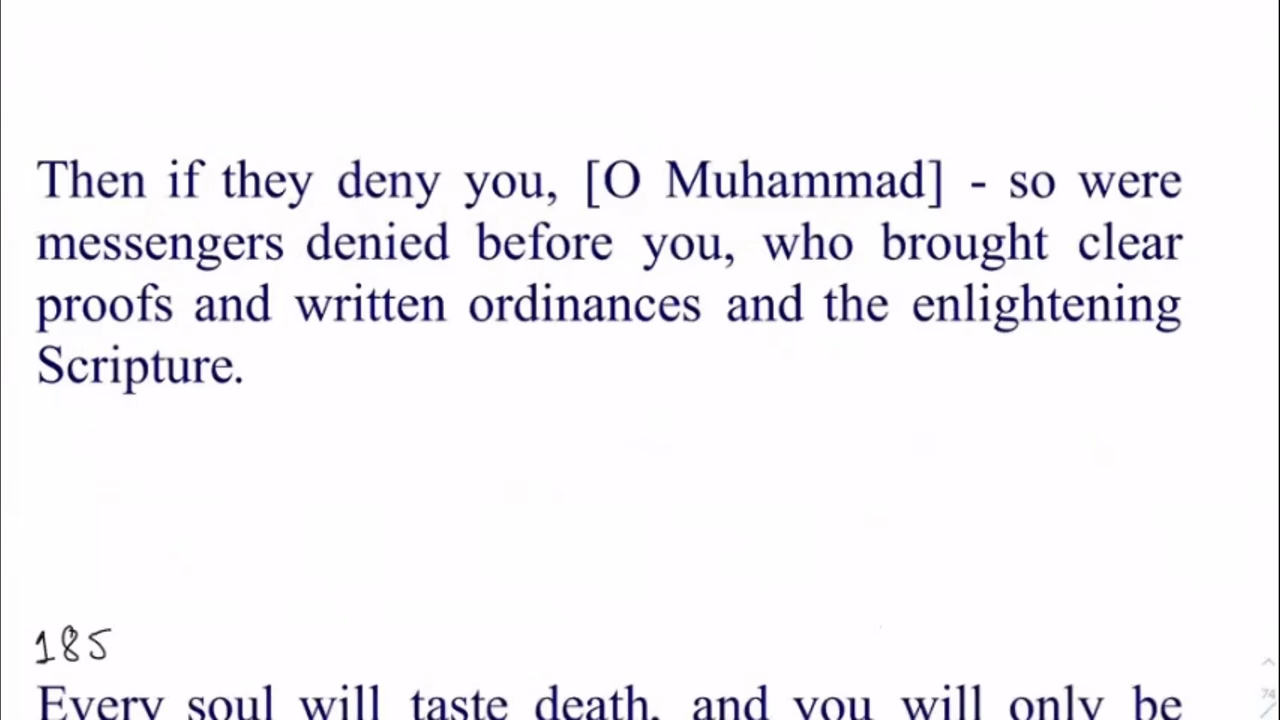 Then if they deny you, [O Muhammad] - so were
messengers denied before you, who brought clear
proofs and written ordinances and the enlightening
Scripture.
185
Every soul will taste death, and you will only be
74